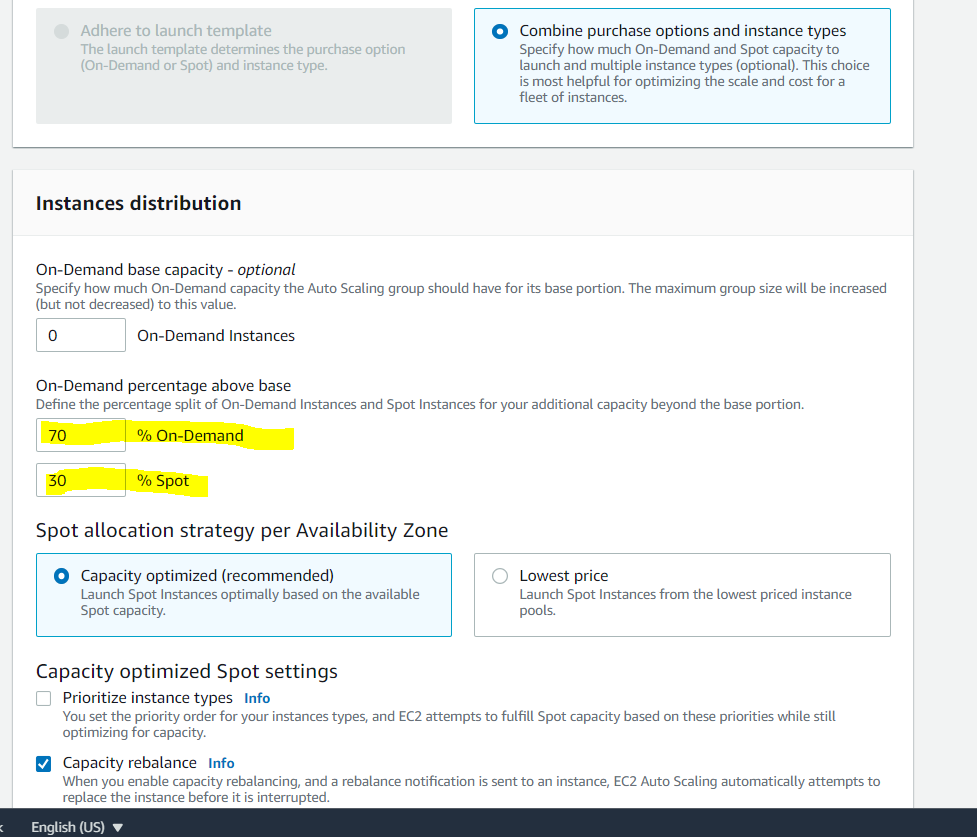 Adhere to launch template
The launch template determines the purchase option
(On-Demand or Spot) and instance type.
Combine purchase options and instance types
Specify how much On-Demand and Spot capacity to
launch and multiple instance types (optional). This choice
is most helpful for optimizing the scale and cost for a
fleet of instances.
Instances distribution
On-Demand base capacity - optional
Specify how much On-Demand capacity the Auto Scaling group should have for its base portion. The maximum group size will be increased
(but not decreased) to this value.
0 On-Demand Instances
On-Demand percentage above base
Define the percentage split of On-Demand Instances and Spot Instances for your additional capacity beyond the base portion.
70 % On-Demand
30 % Spot
Spot allocation strategy per Availability Zone
Capacity optimized (recommended)
Launch Spot Instances optimally based on the available
Spot capacity.
Lowest price
Launch Spot Instances from the lowest priced instance
pools.
Capacity optimized Spot settings
Prioritize instance types Info
You set the priority order for your instances types, and EC2 attempts to fulfill Spot capacity based on these priorities while still
optimizing for capacity.
Capacity rebalance Info
When you enable capacity rebalancing, and a rebalance notification is sent to an instance, EC2 Auto Scaling automatically attempts to
replace the instance before it is interrupted.
English (US)